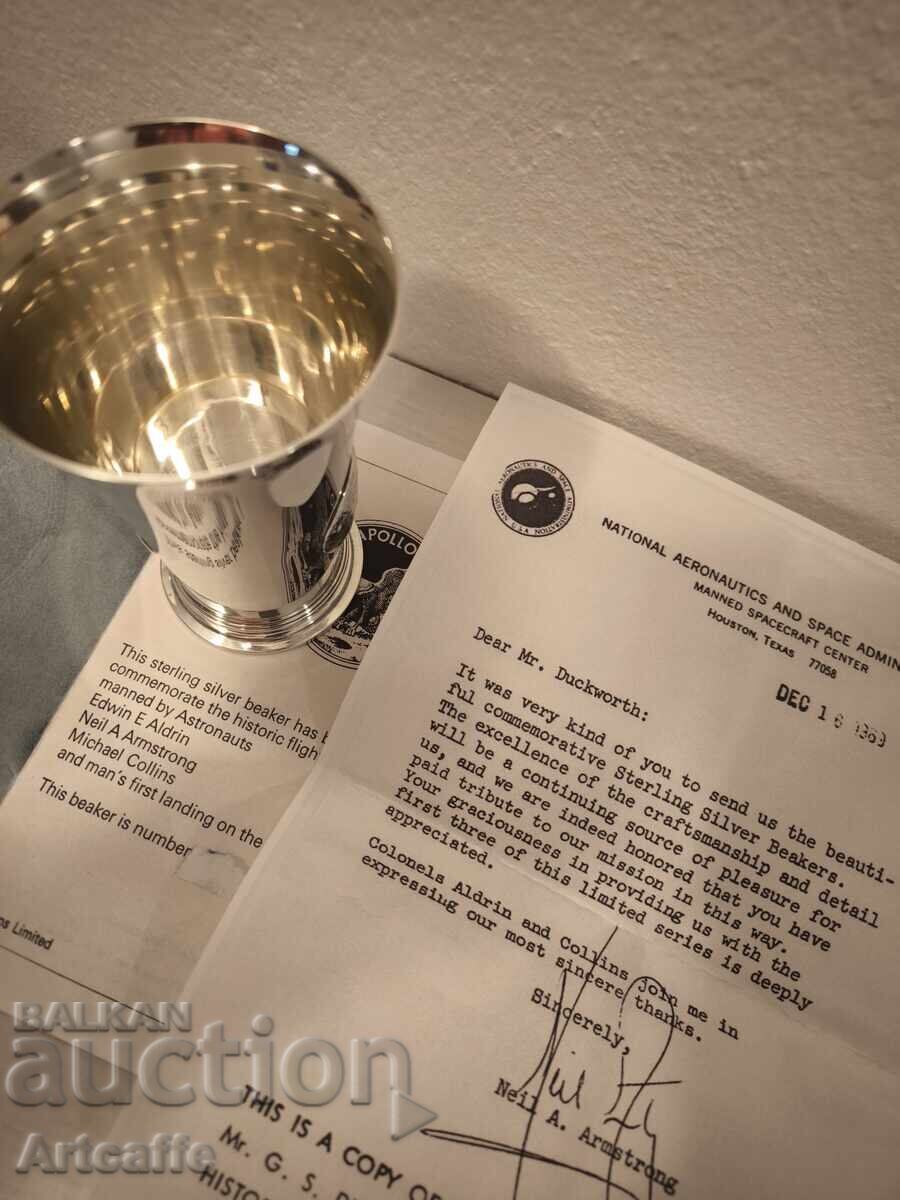 APOLLO
This sterling silver beaker has
commemorate the historic flight
manned by Astronauts
Edwin E Aldrin
Neil A Armstrong
Michael Collins
and man's first landing on the
This beaker is number
Limited
NATIONAL AERONAUTICS AND SPACE ADMIN
MANNED SPACECRAFT CENTER
HOUSTON, TEXAS 77058
DEC 16 1969
Dear Mr. Duckworth:
It was very kind of you to send us the beauti-
ful commemorative Sterling Silver Beakers.
The excellence of the craftsmanship and detail
will be a continuing source of pleasure for
us, and we are indeed honored that you have
paid tribute to our mission in this way.
Your graciousness in providing us with the
first three of this limited series is deeply
appreciated.
Colonels Aldrin and Collins join me in
expressing our most sincere thanks.
Sincerely,
Neil A. Armstrong
THIS IS A COPY OF
Mr. G. S.
HISTO
BALKAN
auction
Artcaffe